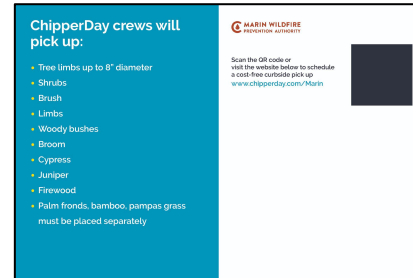 ChipperDay crews will
pick up:
• Tree limbs up to 8" diameter
• Shrubs
• Brush
• Limbs
• Woody bushes
• Broom
• Cypress
• Juniper
• Firewood
• Palm fronds, bamboo, pampas grass
must be placed separately
MARIN WILDFIRE
PREVENTION AUTHORITY
Scan the QR code or
visit the website below to schedule
a cost-free curbside pick up
www.chipperday.com/Marin